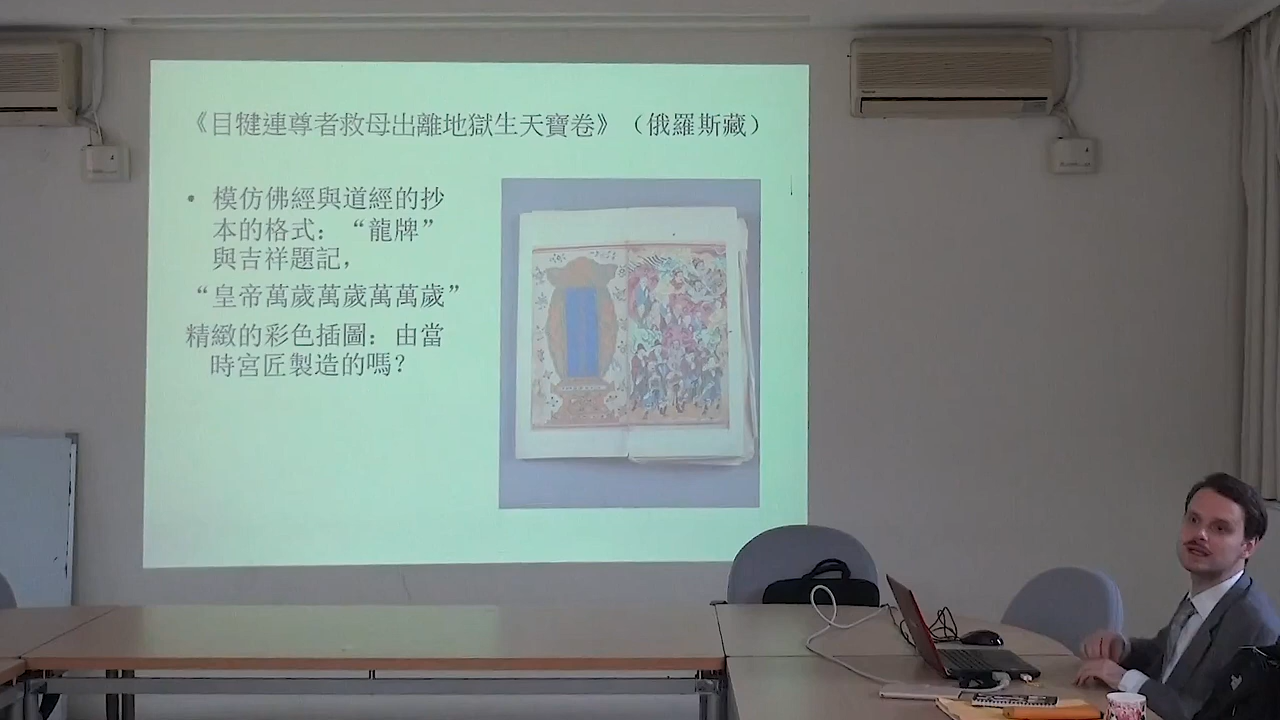 《目犍連尊者救母出離地獄生天寶卷》（俄羅斯藏）
• 模仿佛經與道經的抄
本的格式：“龍牌”
與吉祥題記，
“皇帝萬歲萬歲萬萬歲”
精緻的彩色插圖：由當
時宮匠製造的嗎？